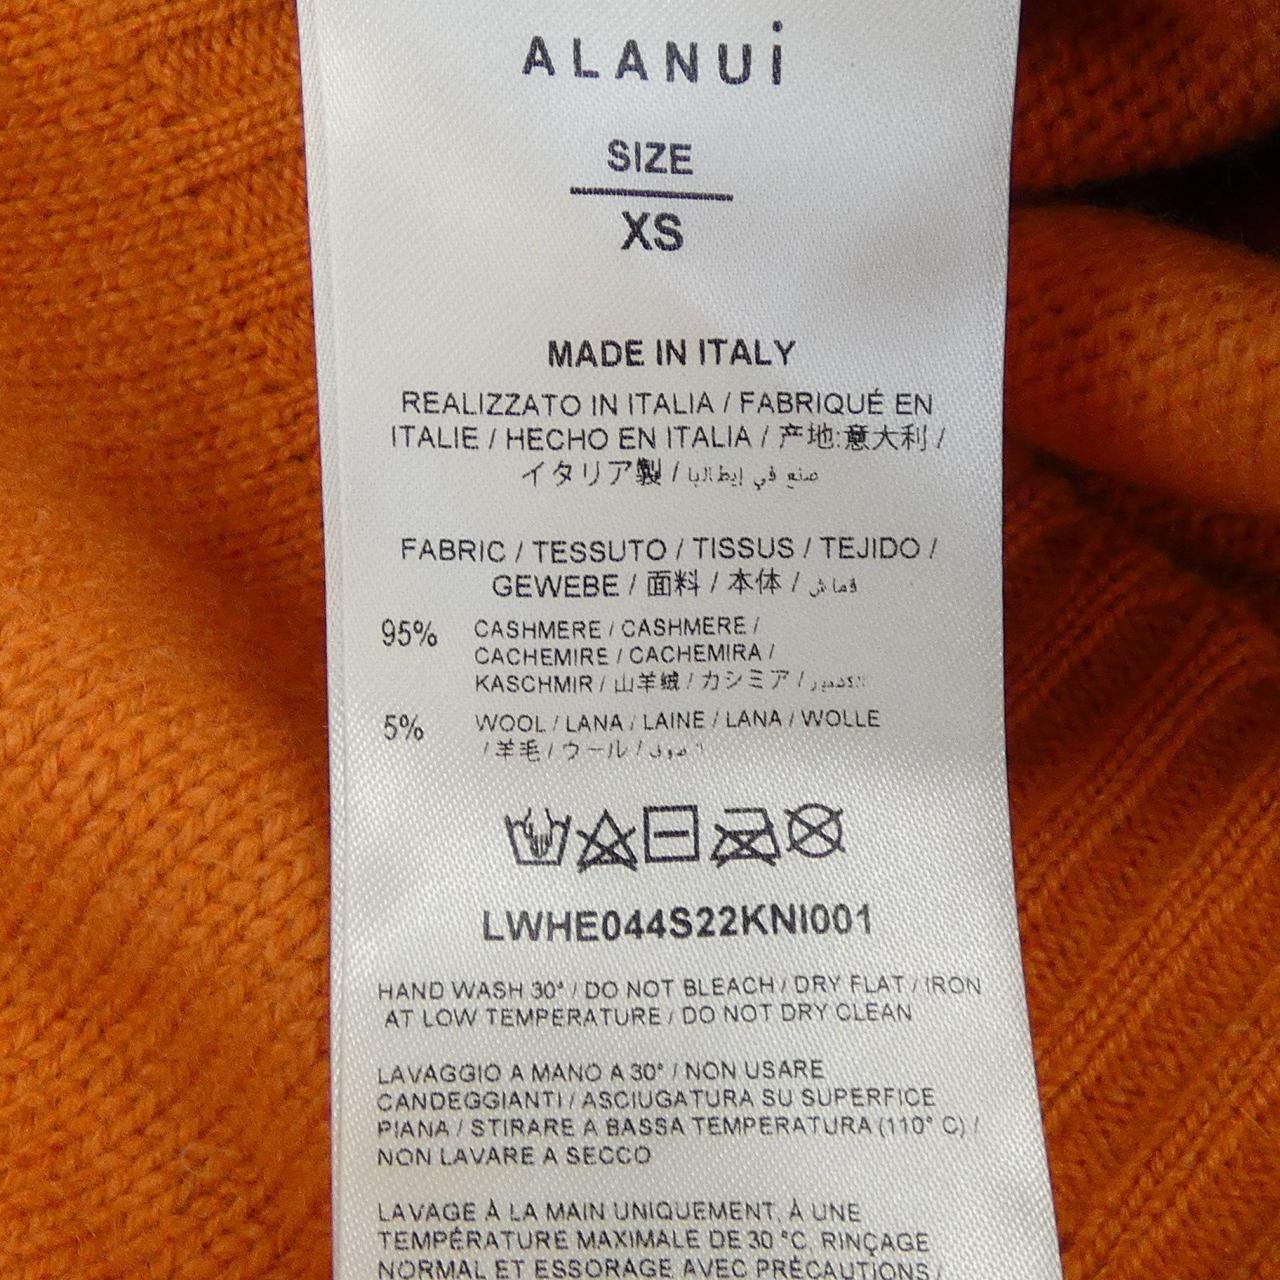 ALANUi
SIZE
XS
MADE IN ITALY
REALIZZATO IN ITALIA / FABRIQUÉ EN
ITALIE / HECHO EN ITALIA / 产地:意大利 /
イタリア製 / صنع في إيطاليا
FABRIC / TESSUTO / TISSUS / TEJIDO /
GEWEBE / 面料 / 本体 / قماش
95% CASHMERE / CASHMERE /
CACHEMIRE / CACHEMIRA /
KASCHMIR / 山羊绒 / カシミア /
5% WOOL / LANA / LAINE / LANA / WOLLE
/ 羊毛 / ウール / صوف
LWHE044S22KNI001
HAND WASH 30° / DO NOT BLEACH / DRY FLAT / IRON
AT LOW TEMPERATURE / DO NOT DRY CLEAN
LAVAGGIO A MANO A 30° / NON USARE
CANDEGGIANTI / ASCIUGATURA SU SUPERFICE
PIANA / STIRARE A BASSA TEMPERATURA (110° C) /
NON LAVARE A SECCO
LAVAGE À LA MAIN UNIQUEMENT, À UNE
TEMPÉRATURE MAXIMALE DE 30 °C, RINÇAGE
NORMAL ET ESSORAGE AVEC PRÉCAUTIONS /